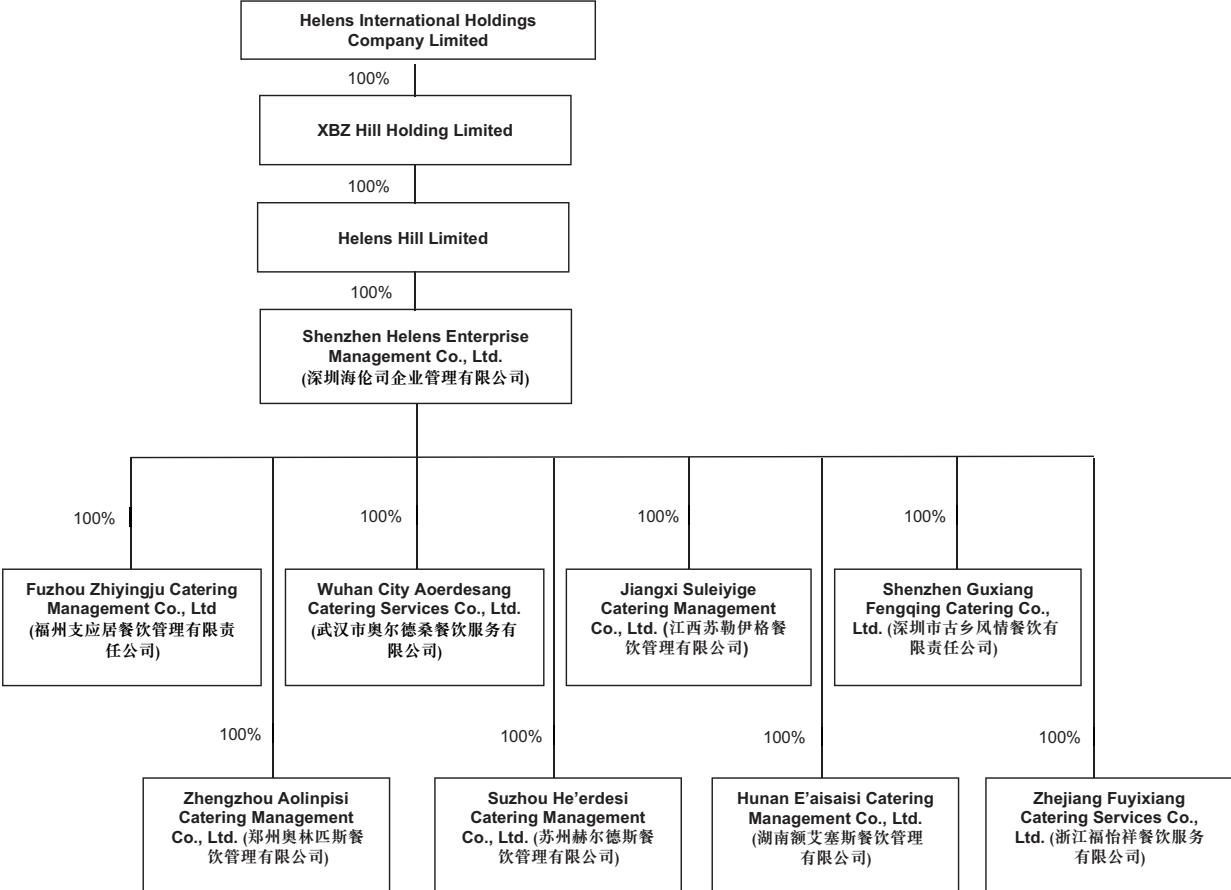 Helens International Holdings
Company Limited
100%
XBZ Hill Holding Limited
100%
Helens Hill Limited
100%
Shenzhen Helens Enterprise
Management Co., Ltd.
(深圳海伦司企业管理有限公司)
100%
100%
100%
100%
Fuzhou Zhiyingju Catering
Management Co., Ltd
(福州支应居餐饮管理有限责
任公司)
Wuhan City Aoerdesang
Catering Services Co., Ltd.
(武汉市奥尔德桑餐饮服务有
限公司)
Jiangxi Suleiyige
Catering Management
Co., Ltd. (江西苏勒伊格餐
饮管理有限公司)
Shenzhen Guxiang
Fengqing Catering Co.,
Ltd. (深圳市古乡风情餐饮有
限责任公司)
100%
100%
100%
100%
Zhengzhou Aolinpisi
Catering Management
Co., Ltd. (郑州奥林匹斯餐
饮管理有限公司)
Suzhou He’erdesi
Catering Management
Co., Ltd. (苏州赫尔德斯餐
饮管理有限公司)
Hunan E’aisaisi Catering
Management Co., Ltd.
(湖南额艾塞斯餐饮管理
有限公司)
Zhejiang Fuyixiang
Catering Services Co.,
Ltd. (浙江福怡祥餐饮服务
有限公司)